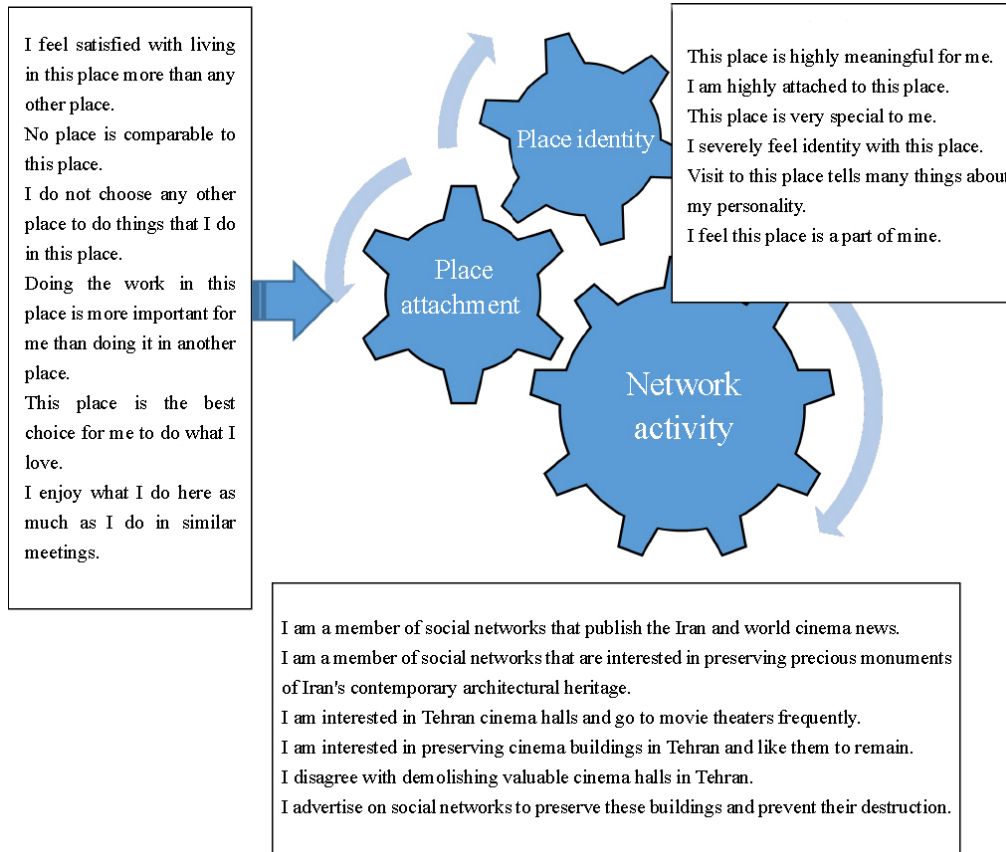 I feel satisfied with living
in this place more than any
other place.
No place is comparable to
this place.
I do not choose any other
place to do things that I do
in this place.
Doing the work in this
place is more important for
me than doing it in another
place.
This place is the best
choice for me to do what I
love.
I enjoy what I do here as
much as I do in similar
meetings.
Place identity
This place is highly meaningful for me.
I am highly attached to this place.
This place is very special to me.
I severely feel identity with this place.
Visit to this place tells many things about
my personality.
I feel this place is a part of mine.
Place
attachment
Network
activity
I am a member of social networks that publish the Iran and world cinema news.
I am a member of social networks that are interested in preserving precious monuments
of Iran's contemporary architectural heritage.
I am interested in Tehran cinema halls and go to movie theaters frequently.
I am interested in preserving cinema buildings in Tehran and like them to remain.
I disagree with demolishing valuable cinema halls in Tehran.
I advertise on social networks to preserve these buildings and prevent their destruction.